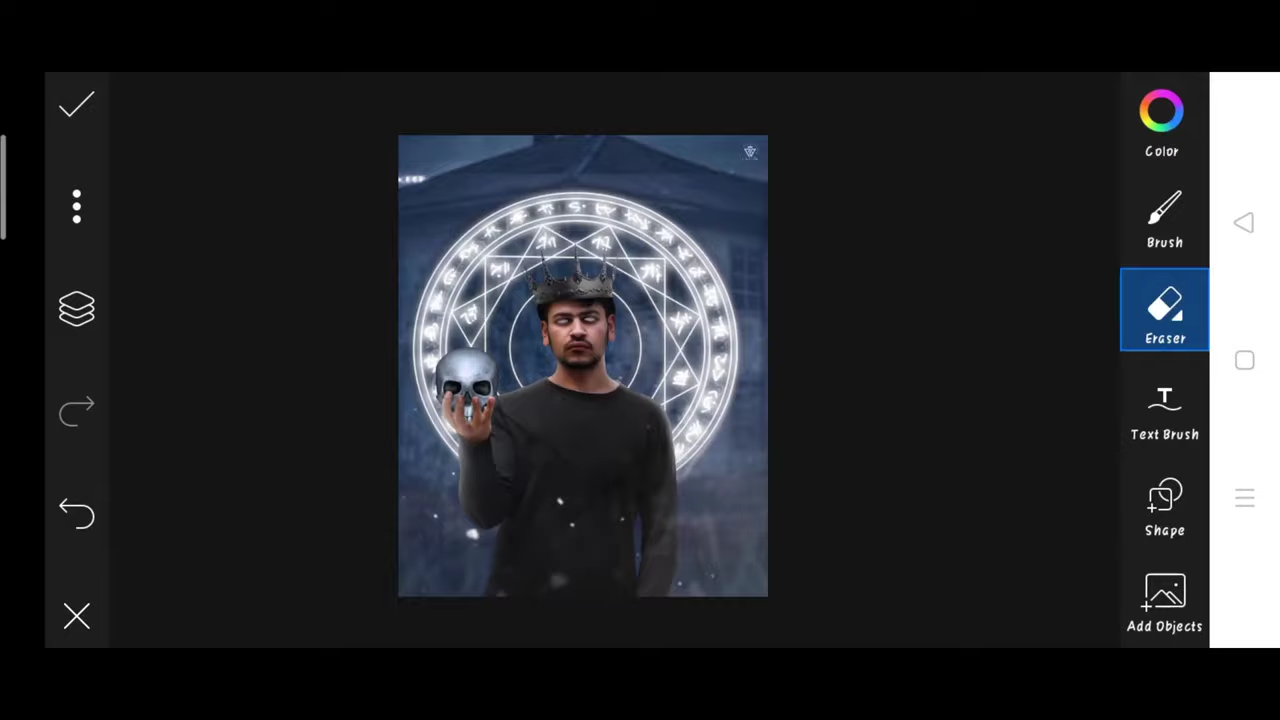 Color
Brush
Eraser
Text Brush
Shape
Add Objects